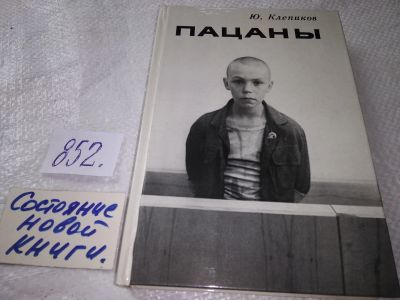 Ю. Клепиков
ПАЦАНЫ
852.
Состояние
новой
книги.